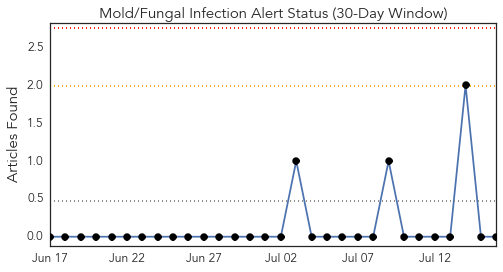 Mold/Fungal Infection Alert Status (30-Day Window)
Articles Found
2.5
2.0
1.5
1.0
0.5
0.0
Jun 17 Jun 22 Jun 27 Jul 02 Jul 07 Jul 12